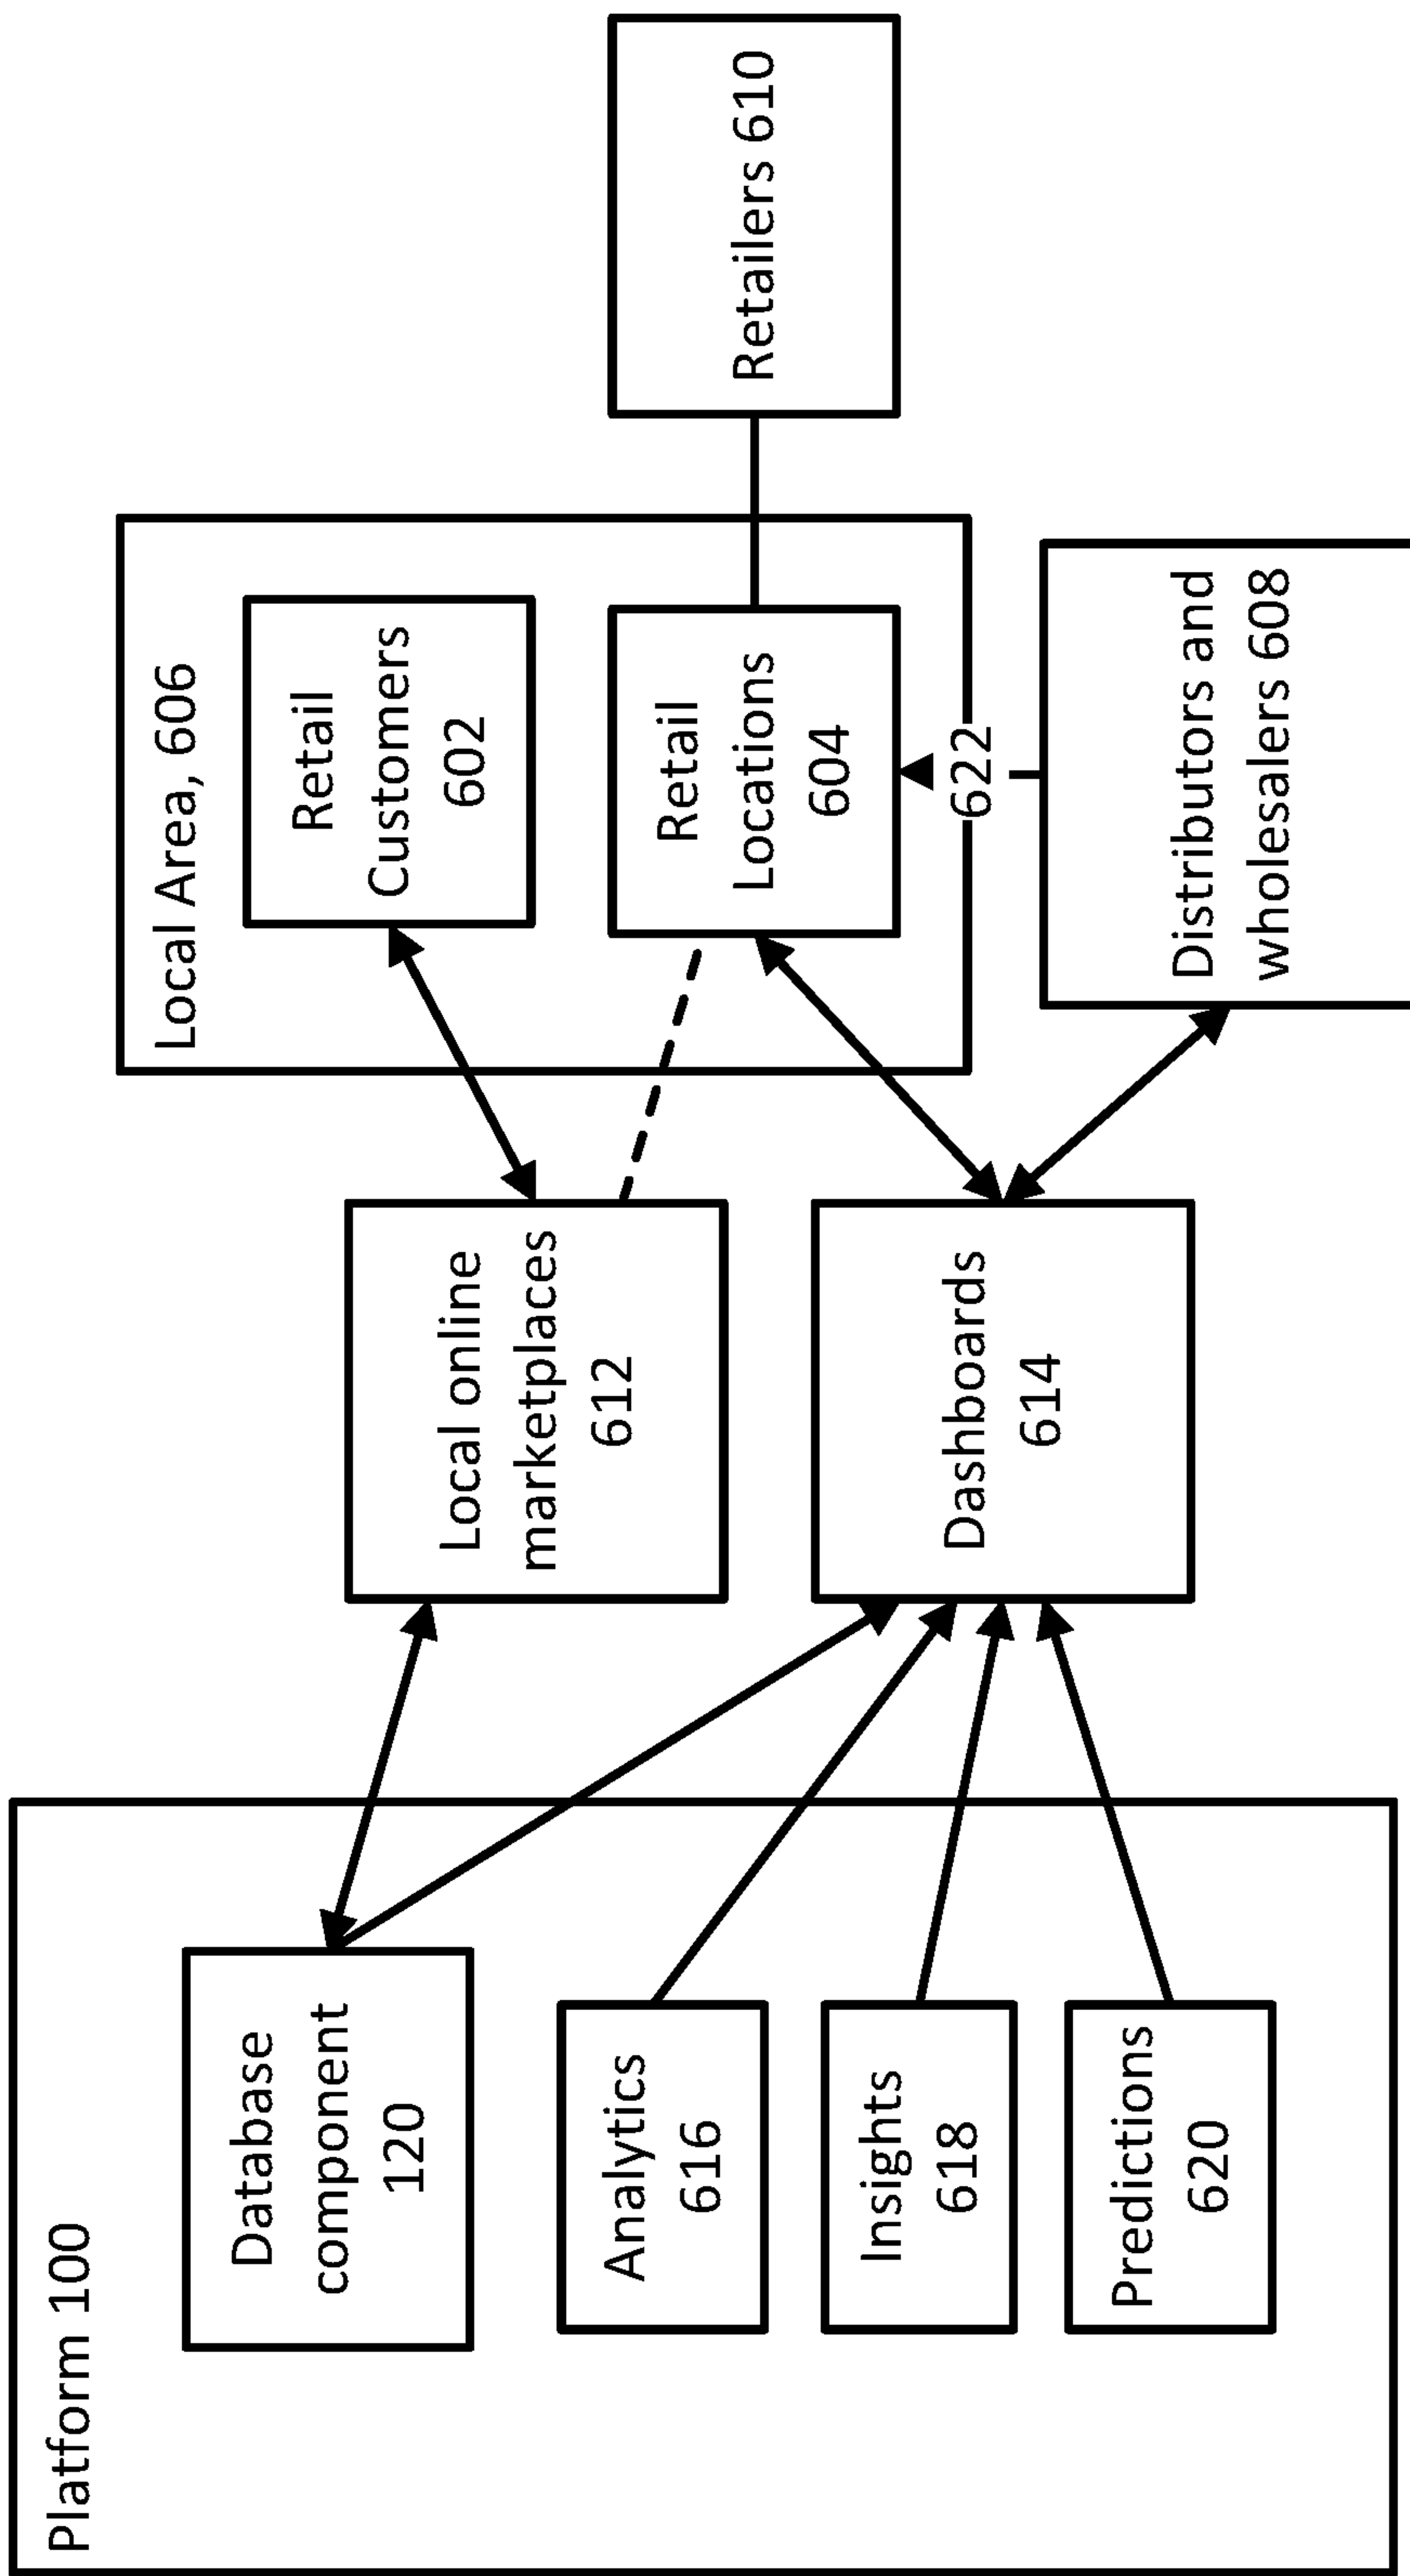 Platform 100
Database
component
120
Analytics
616
Insights
618
Predictions
620
Local online
marketplaces
612
Dashboards
614
Local Area, 606
Retail
Customers
602
Retail
Locations
604
622
Distributors and
wholesalers 608
Retailers 610